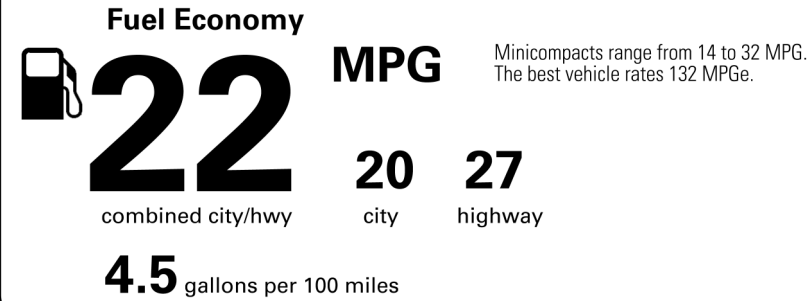 Fuel Economy
22
MPG
Minicompacts range from 14 to 32 MPG.
The best vehicle rates 132 MPGe.
combined city/hwy
20
city
27
highway
4.5 gallons per 100 miles